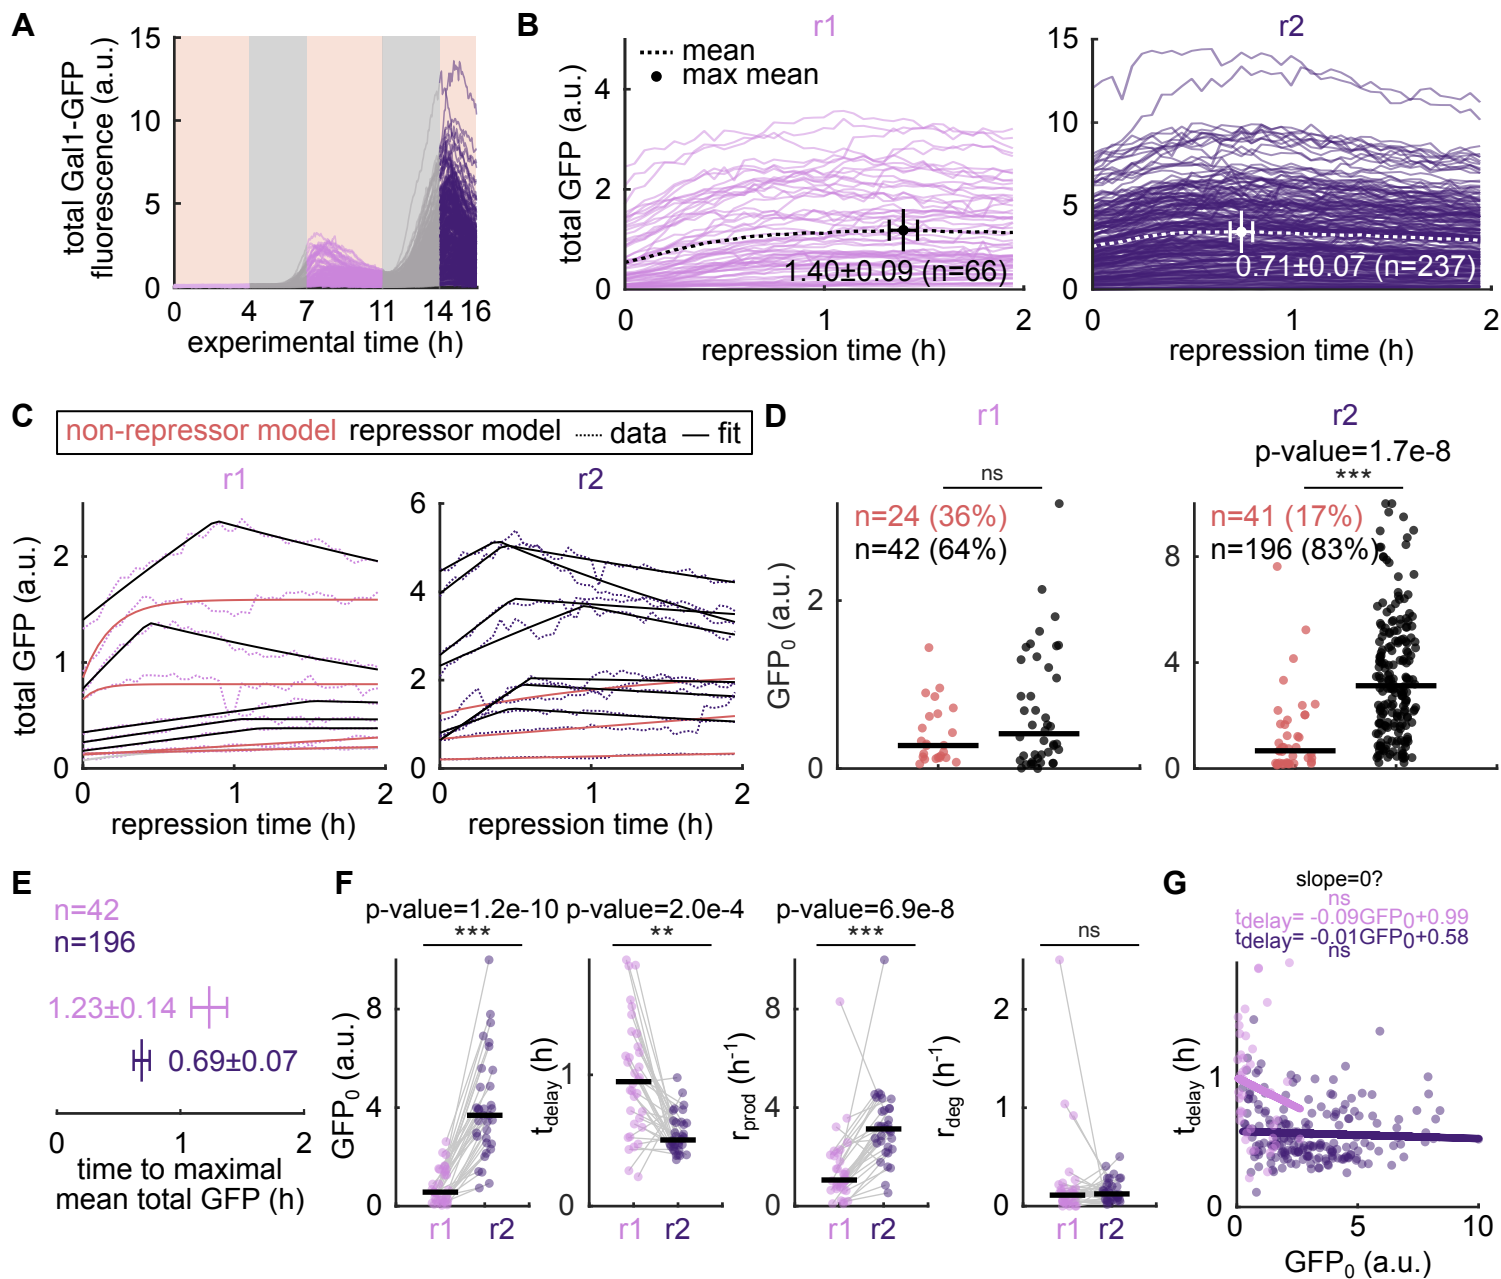 A
total Gal1-GFP
fluorescence (a.u.)
15
10
5
0
0 4 7 11 14 16
experimental time (h)
B
r1
mean
max mean
total GFP (a.u.)
4
2
0
1.40±0.09 (n=66)
0 1 2
repression time (h)
r2
15
10
5
0
0.71±0.07 (n=237)
0 1 2
repression time (h)
C
non-repressor model repressor model data fit
r1
total GFP (a.u.)
2
1
0
0 1 2
repression time (h)
r2
6
4
2
0
0 1 2
repression time (h)
D
r1
ns
n=24 (36%)
n=42 (64%)
GFP0 (a.u.)
2
0
r2
p-value=1.7e-8
***
n=41 (17%)
n=196 (83%)
8
4
0
E
n=42
n=196
1.23±0.14
0.69±0.07
0 1 2
time to maximal
mean total GFP (h)
F
p-value=1.2e-10
***
GFP0 (a.u.)
8
4
0
r1 r2
p-value=2.0e-4
**
tdelay (h)
1
0
r1 r2
p-value=6.9e-8
***
rprod (h-1)
8
4
0
r1 r2
ns
rdeg (h-1)
2
1
0
r1 r2
G
slope=0?
ns
tdelay= -0.09GFP0+0.99
tdelay= -0.01GFP0+0.58
ns
tdelay (h)
1
0
0 5 10
GFP0 (a.u.)